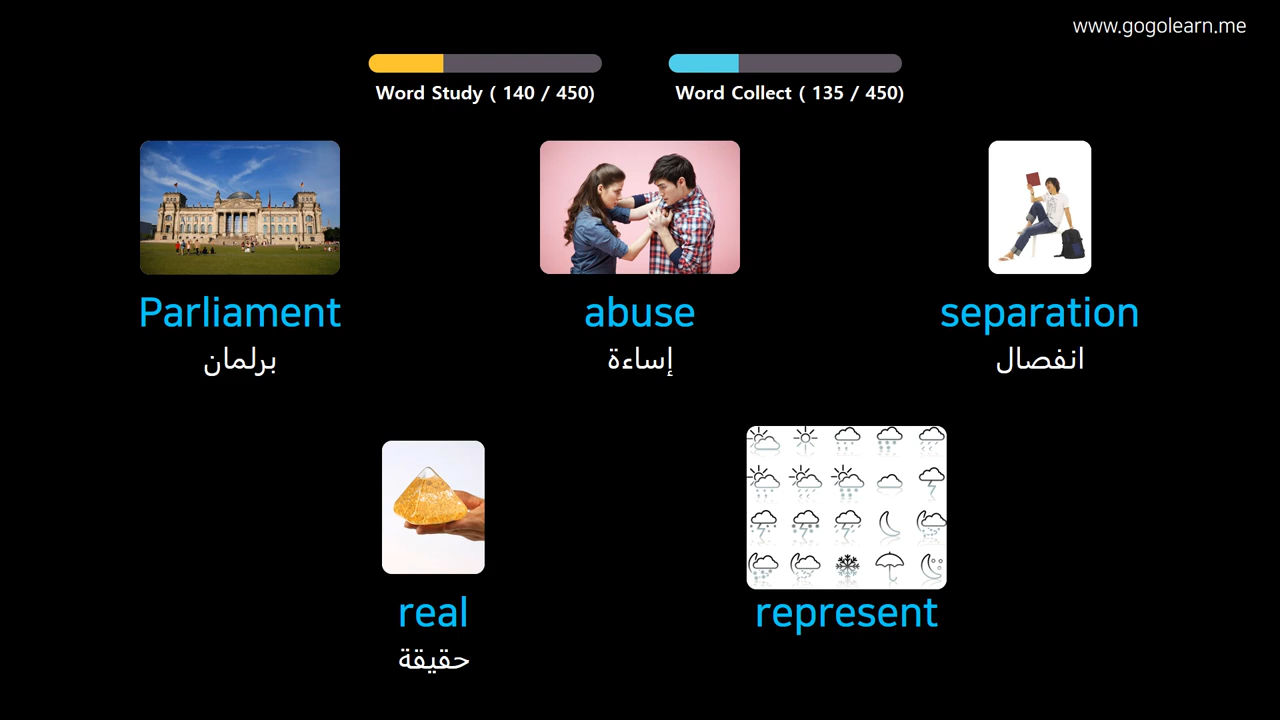 www.gogolearn.me
Word Study ( 140 / 450)
Word Collect ( 135 / 450)
Parliament
برلمان
abuse
إساءة
separation
انفصال
real
حقيقة
represent